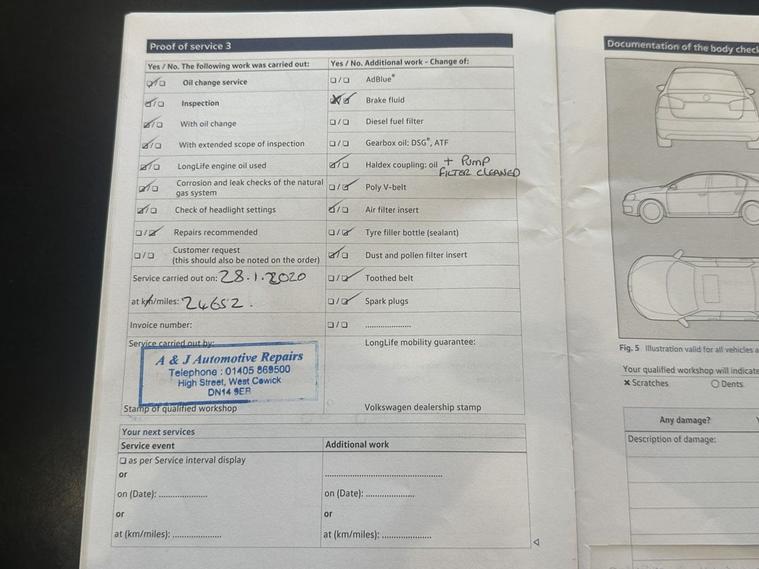 Proof of service 3
Yes / No. The following work was carried out:
Oil change service
Inspection
With oil change
With extended scope of inspection
LongLife engine oil used
Corrosion and leak checks of the natural
gas system
Check of headlight settings
Repairs recommended
Customer request
(this should also be noted on the order)
Service carried out on: 28.1.2020
at km/miles: 24652.
Invoice number:
Service carried out by:
A & J Automotive Repairs
Telephone : 01405 869500
High Street, West Cowick
DN14 9ER
Stamp of qualified workshop
Yes / No. Additional work - Change of:
AdBlue®
Brake fluid
Diesel fuel filter
Gearbox oil: DSG®, ATF
Haldex coupling: oil + PUMP
FILTER CLEANED
Poly V-belt
Air filter insert
Tyre filler bottle (sealant)
Dust and pollen filter insert
Toothed belt
Spark plugs
.....................
LongLife mobility guarantee:
Volkswagen dealership stamp
Your next services
Service event
as per Service interval display
or
on (Date): .....................
or
at (km/miles): .....................
Additional work
.....................
on (Date): .....................
or
at (km/miles): .....................
Documentation of the body chec
Fig. 5 Illustration valid for all vehicles a
Your qualified workshop will indicate
× Scratches O Dents
Any damage?
Description of damage: